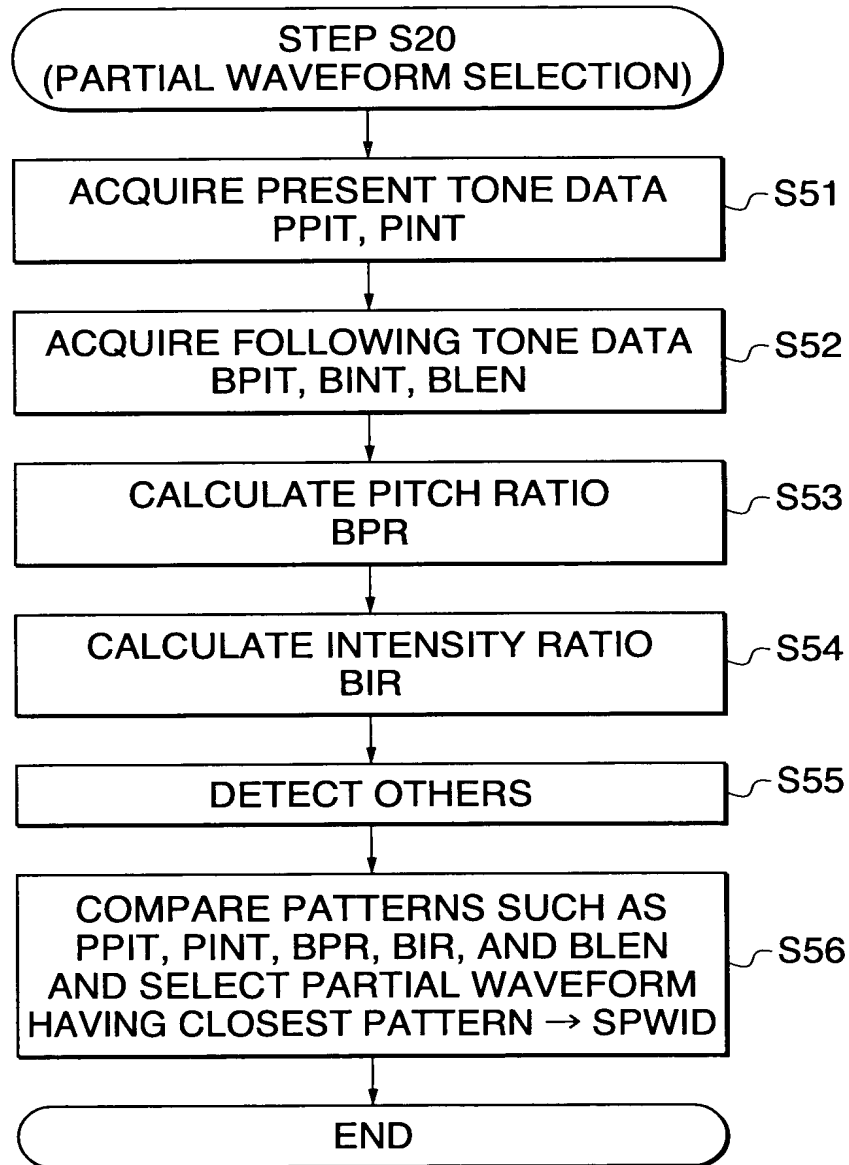 STEP S20
(PARTIAL WAVEFORM SELECTION)
ACQUIRE PRESENT TONE DATA
PPIT, PINT
S51
ACQUIRE FOLLOWING TONE DATA
BPIT, BINT, BLEN
S52
CALCULATE PITCH RATIO
BPR
S53
CALCULATE INTENSITY RATIO
BIR
S54
DETECT OTHERS
S55
COMPARE PATTERNS SUCH AS
PPIT, PINT, BPR, BIR, AND BLEN
AND SELECT PARTIAL WAVEFORM
HAVING CLOSEST PATTERN → SPWID
S56
END